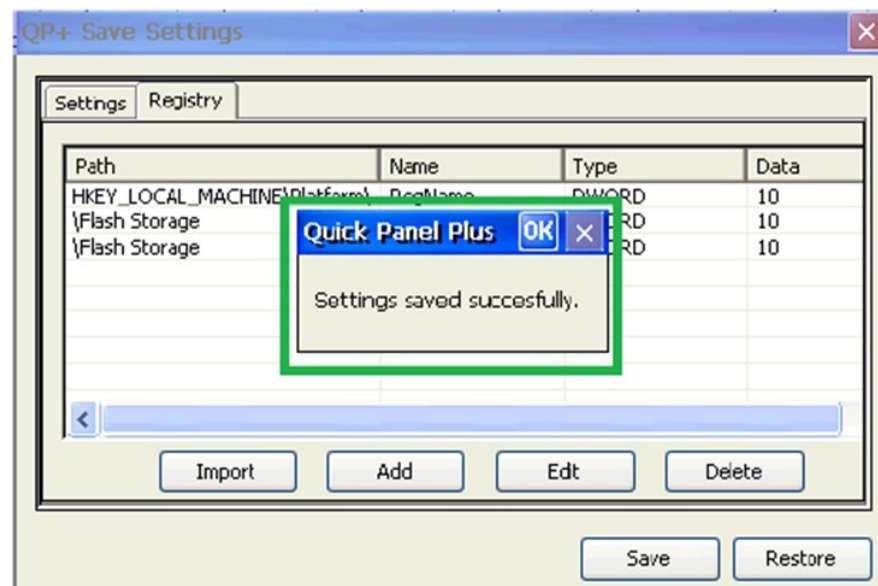 QP+ Save Settings
Settings Registry
Path Name Type Data
HKEY_LOCAL_MACHINE\Platform\ RegName DWORD 10
\Flash Storage 10
\Flash Storage 10
Quick Panel Plus OK
Settings saved succesfully.
Import Add Edit Delete
Save Restore